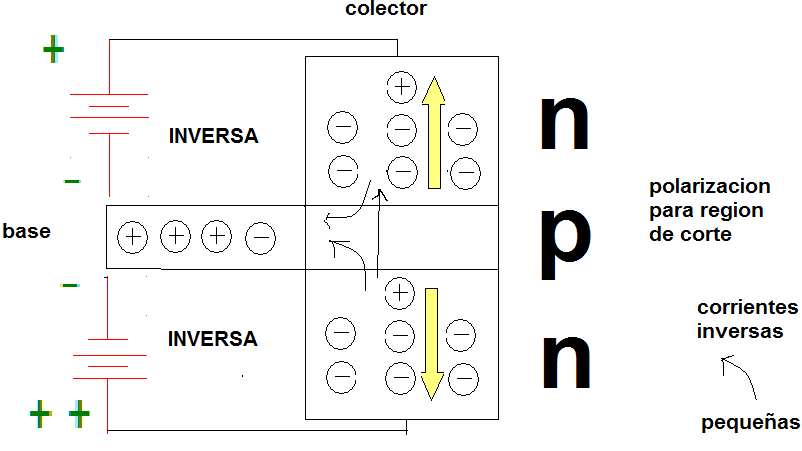 colector
+
INVERSA
n
-
polarizacion
para region
de corte
base
p
-
INVERSA
corrientes
inversas
n
+ +
pequeñas